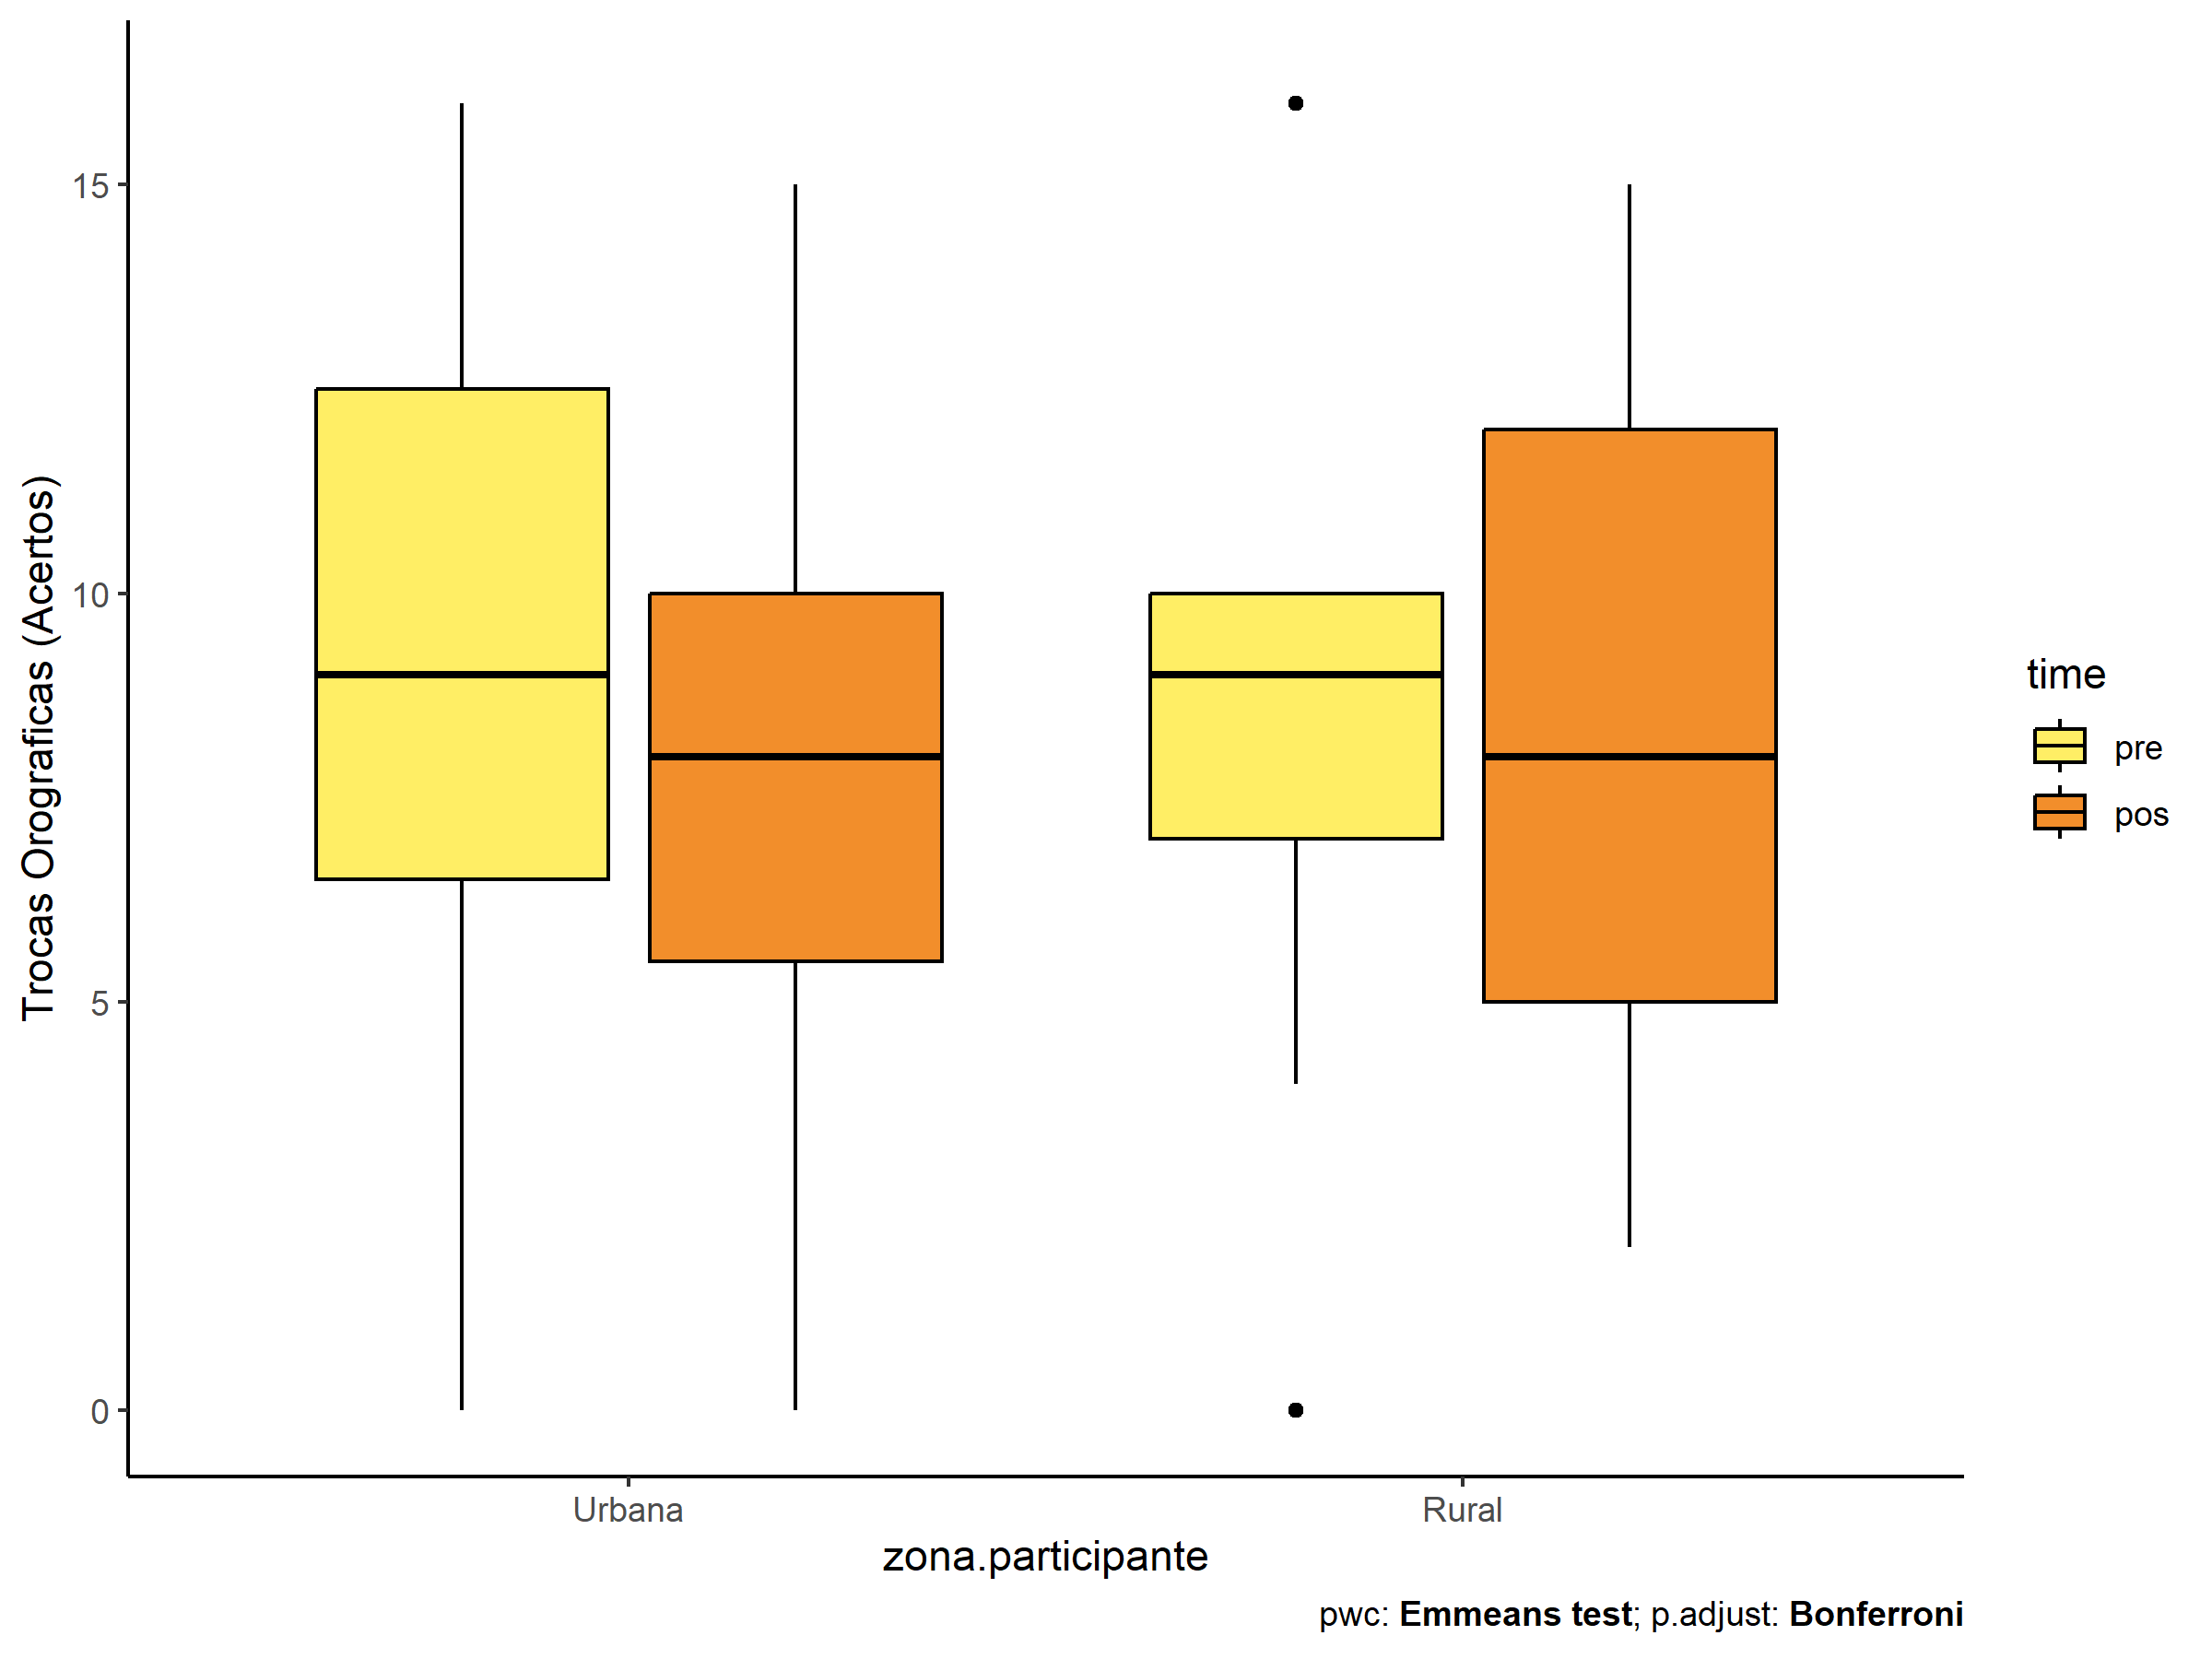 Trocas Orograficas (Acertos)
15
10
5
0
Urbana
Rural
zona.participante
time
pre
pos
pwc: Emmeans test; p.adjust: Bonferroni